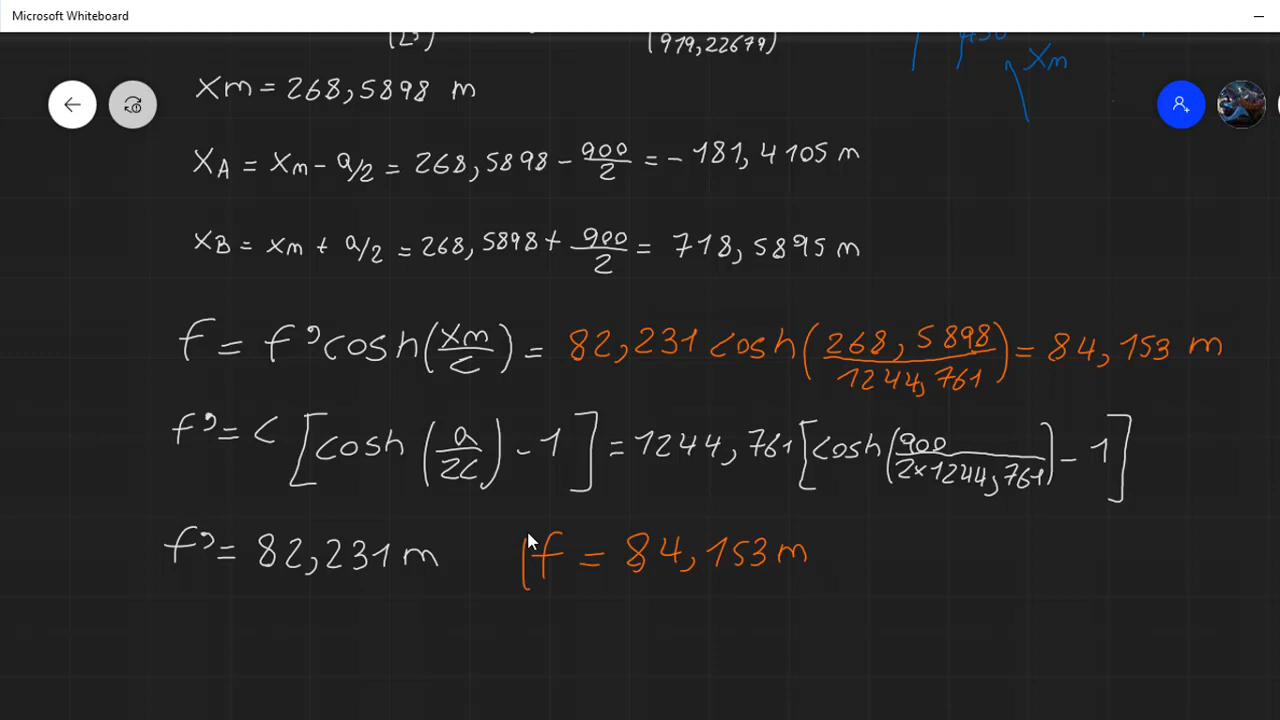 Microsoft Whiteboard
(919,22679)
Xm
Xm = 268,5898 m
XA = Xm - a/2 = 268,5898 - 900/2 = - 181,4105 m
XB = Xm + a/2 = 268,5898 + 900/2 = 718,5895 m
f = f' cosh(Xm/C) = 82,231 cosh(268,5898/1244,761) = 84,153 m
f' = C [cosh(a/2C) - 1] = 1244,761 [cosh(900/2×1244,761) - 1]
f' = 82,231 m f = 84,153 m